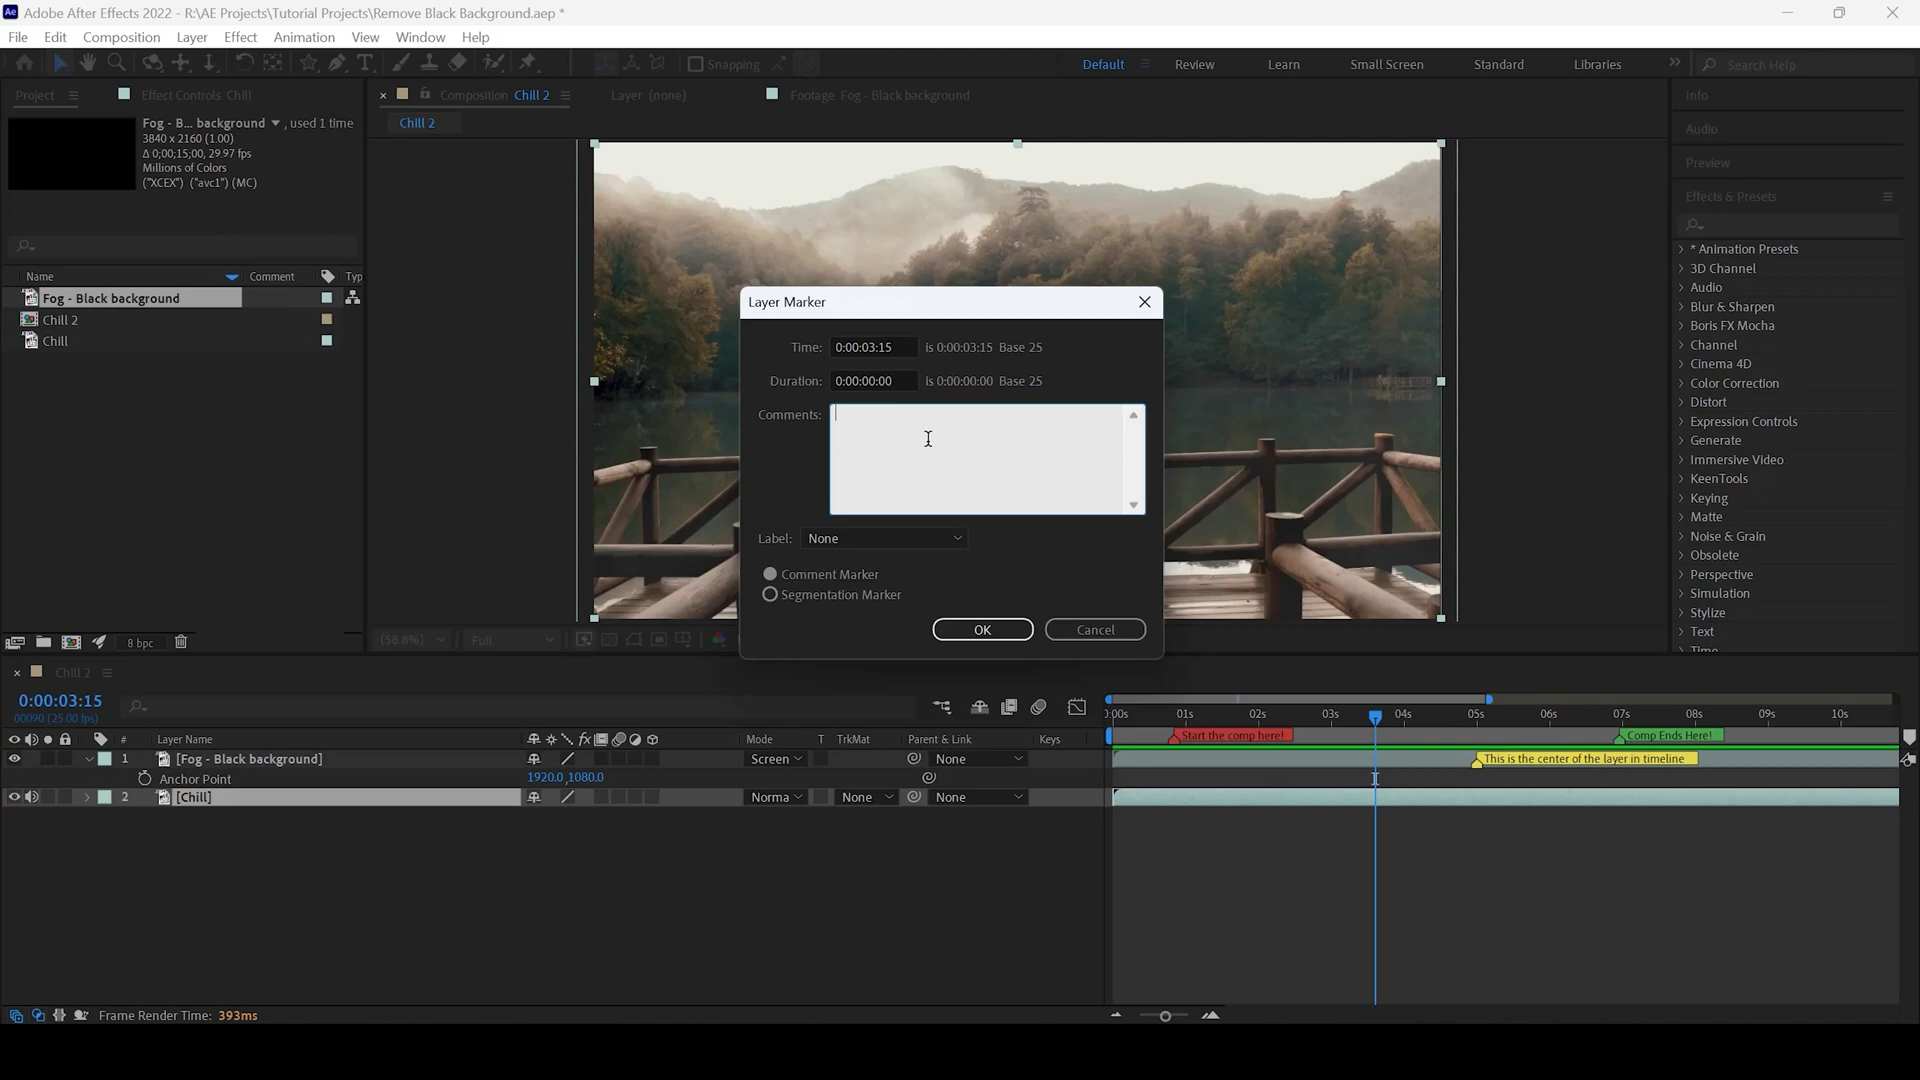 Adobe After Effects 2022 - R:\AE Projects\Tutorial Projects\Remove Black Background.aep *
File Edit Composition Layer Effect Animation View Window Help
Snapping Default Review Learn Small Screen Standard Libraries Search Help
Project Effect Controls Chill Composition Chill 2 Layer (none) Footage Fog - Black background Info
Chill 2
Fog - B... background , used 1 time
3840 x 2160 (1.00)
Δ 0;00;15;00, 29.97 fps
Millions of Colors
("XCEX") ("avc1") (MC)
Name Comment Typ
Fog - Black background
Chill 2
Chill
8 bpc
(58.8%) Full
Layer Marker
Time: 0:00:03:15 is 0:00:03:15 Base 25
Duration: 0:00:00:00 is 0:00:00:00 Base 25
Comments:
Label: None
Comment Marker
Segmentation Marker
OK Cancel
Audio
Preview
Effects & Presets
* Animation Presets
3D Channel
Audio
Blur & Sharpen
Boris FX Mocha
Channel
Cinema 4D
Color Correction
Distort
Expression Controls
Generate
Immersive Video
KeenTools
Keying
Matte
Noise & Grain
Obsolete
Perspective
Simulation
Stylize
Text
Time
Chill 2
0:00:03:15
00090 (25.00 fps)
0:00s 01s 02s 03s 04s 05s 06s 07s 08s 09s 10s
# Layer Name Mode T TrkMat Parent & Link Keys
Start the comp here! Comp Ends Here!
1 [Fog - Black background] Screen None
This is the center of the layer in timeline
Anchor Point 1920.0,1080.0
2 [Chill] Norma None None
Frame Render Time: 393ms